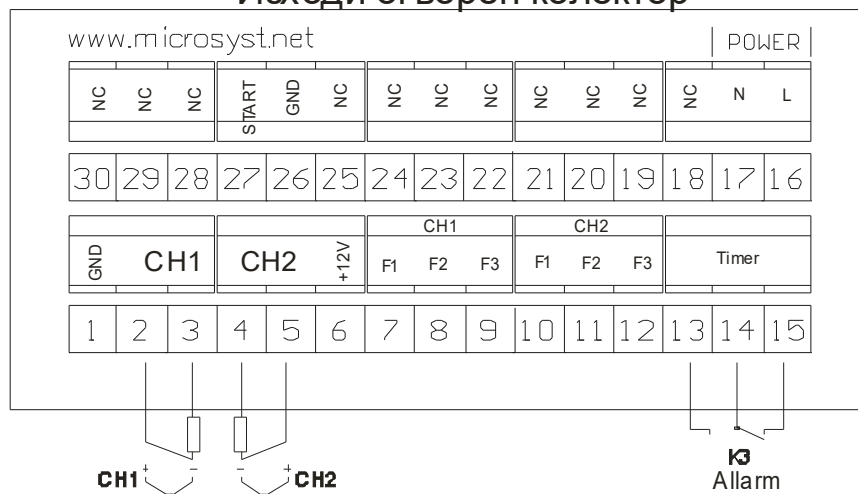 Изходи отворен колектор
www.microsyst.net POWER
NC NC NC START GND NC NC NC NC NC NC NC NC N L
30 29 28 27 26 25 24 23 22 21 20 19 18 17 16
CH1 CH2
GND CH1 CH2 +12V F1 F2 F3 F1 F2 F3 Timer
1 2 3 4 5 6 7 8 9 10 11 12 13 14 15
CH1 + - - + CH2
K3
Allarm